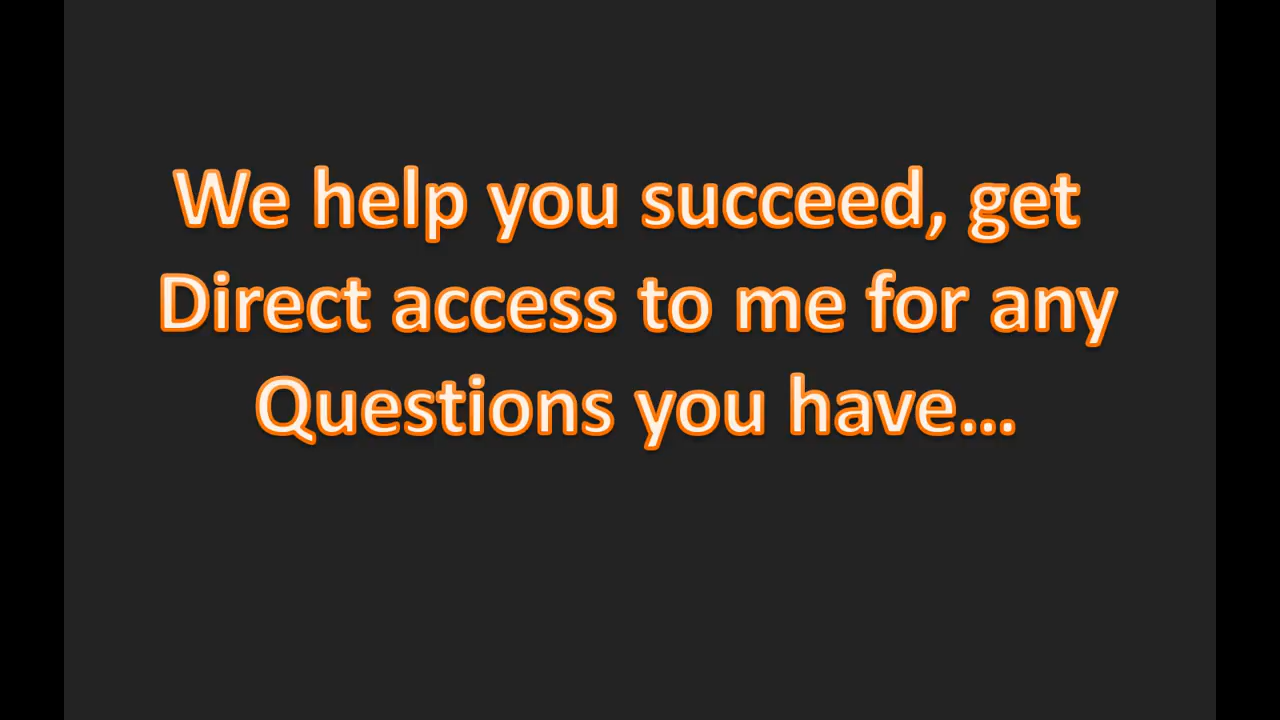 We help you succeed, get
Direct access to me for any
Questions you have...